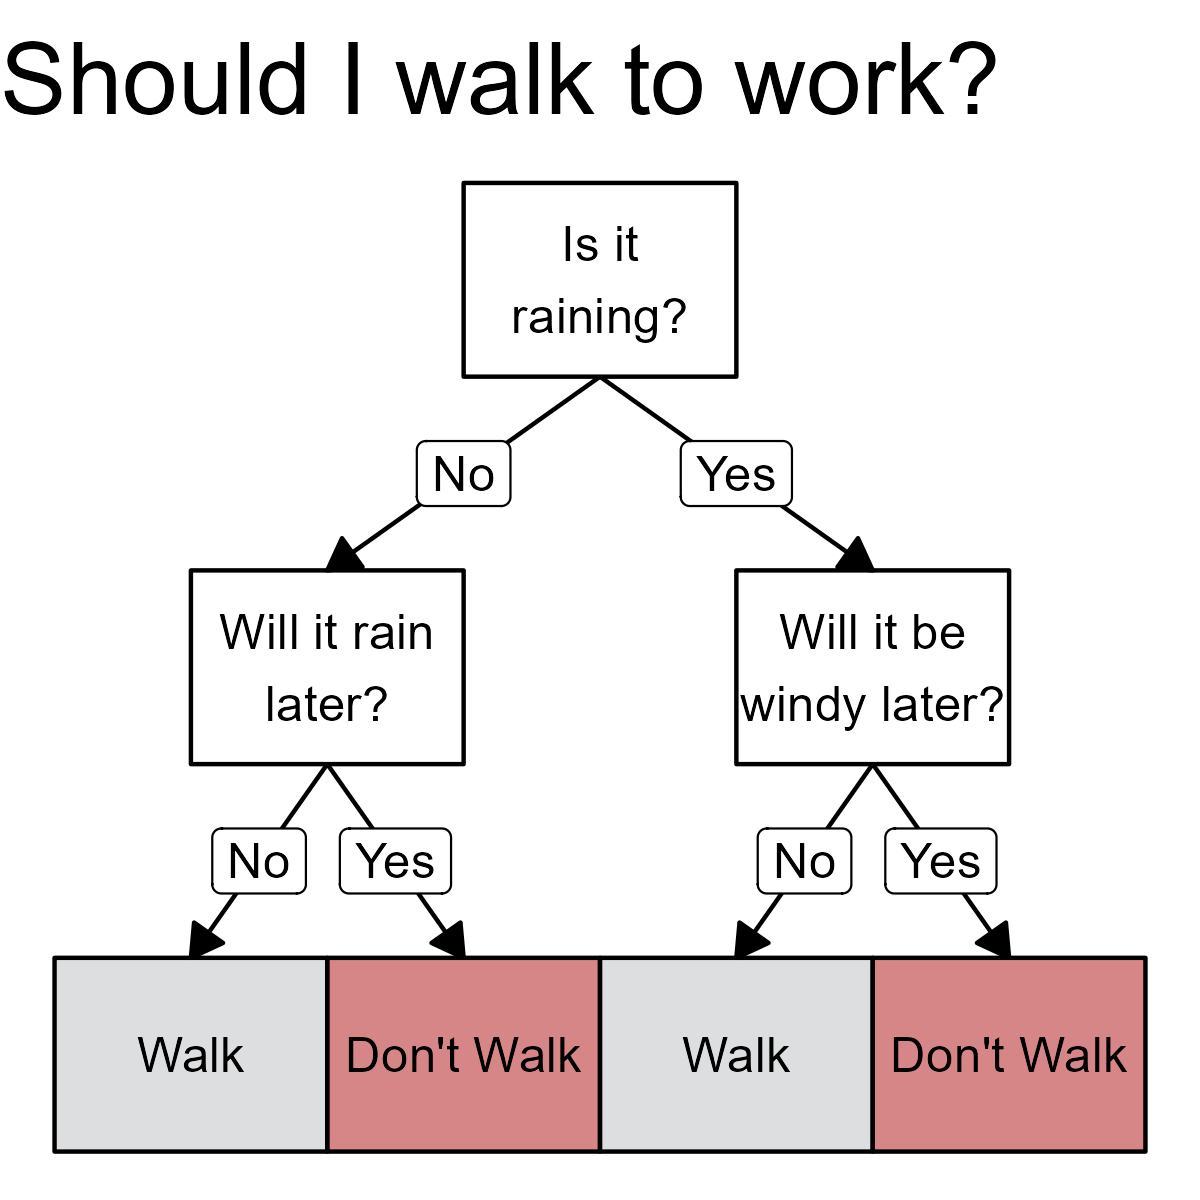 Should I walk to work?
Is it
raining?
No
Yes
Will it rain
later?
Will it be
windy later?
No
Yes
No
Yes
Walk
Don't Walk
Walk
Don't Walk